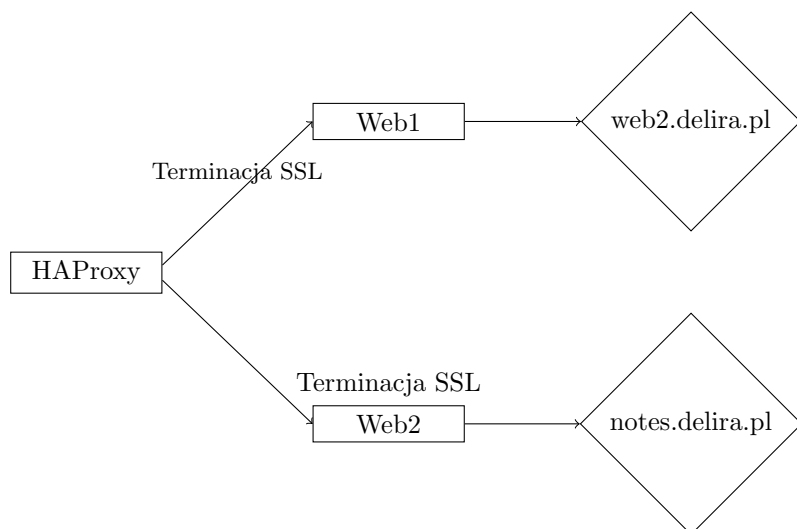 Web1
web2.delira.pl
Terminacja SSL
HAProxy
Terminacja SSL
Web2
notes.delira.pl